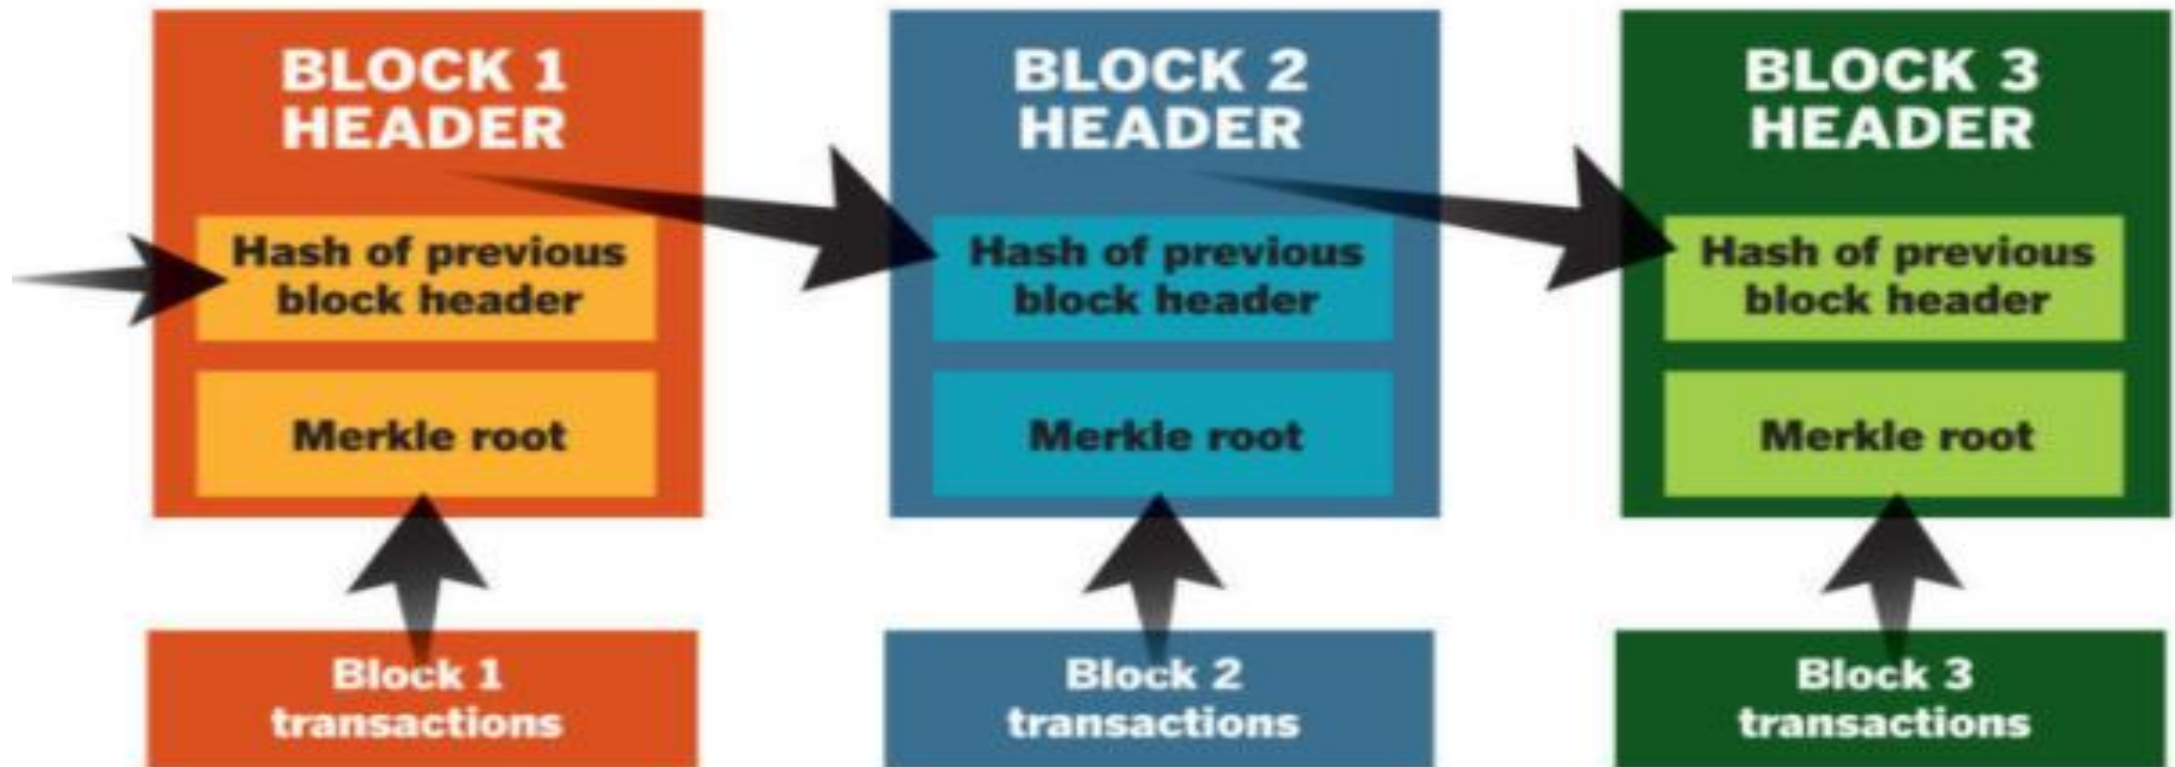 BLOCK 1
HEADER
Hash of previous
block header
Merkle root
Block 1
transactions
BLOCK 2
HEADER
Hash of previous
block header
Merkle root
Block 2
transactions
BLOCK 3
HEADER
Hash of previous
block header
Merkle root
Block 3
transactions